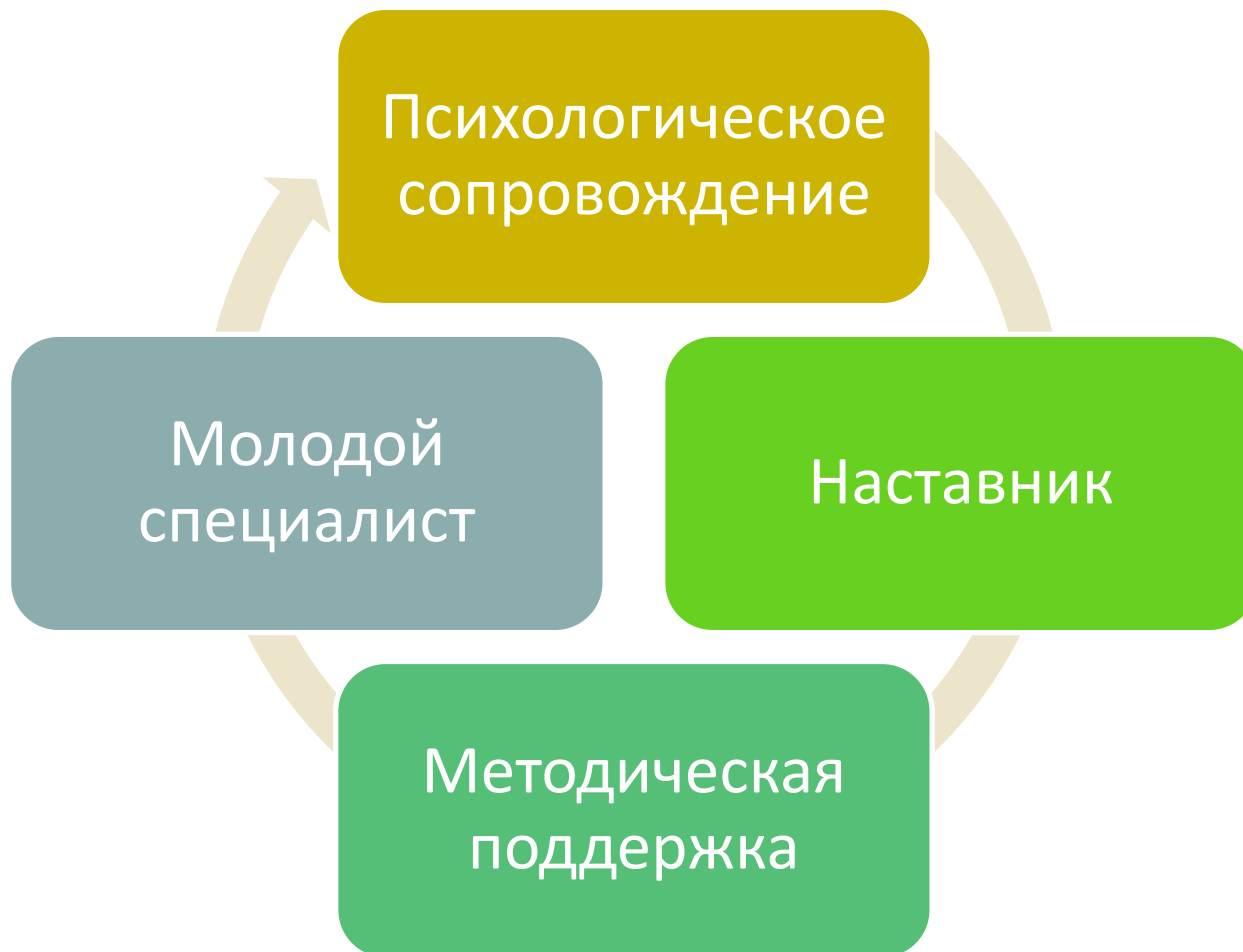 Психологическое
сопровождение
Молодой
специалист
Наставник
Методическая
поддержка